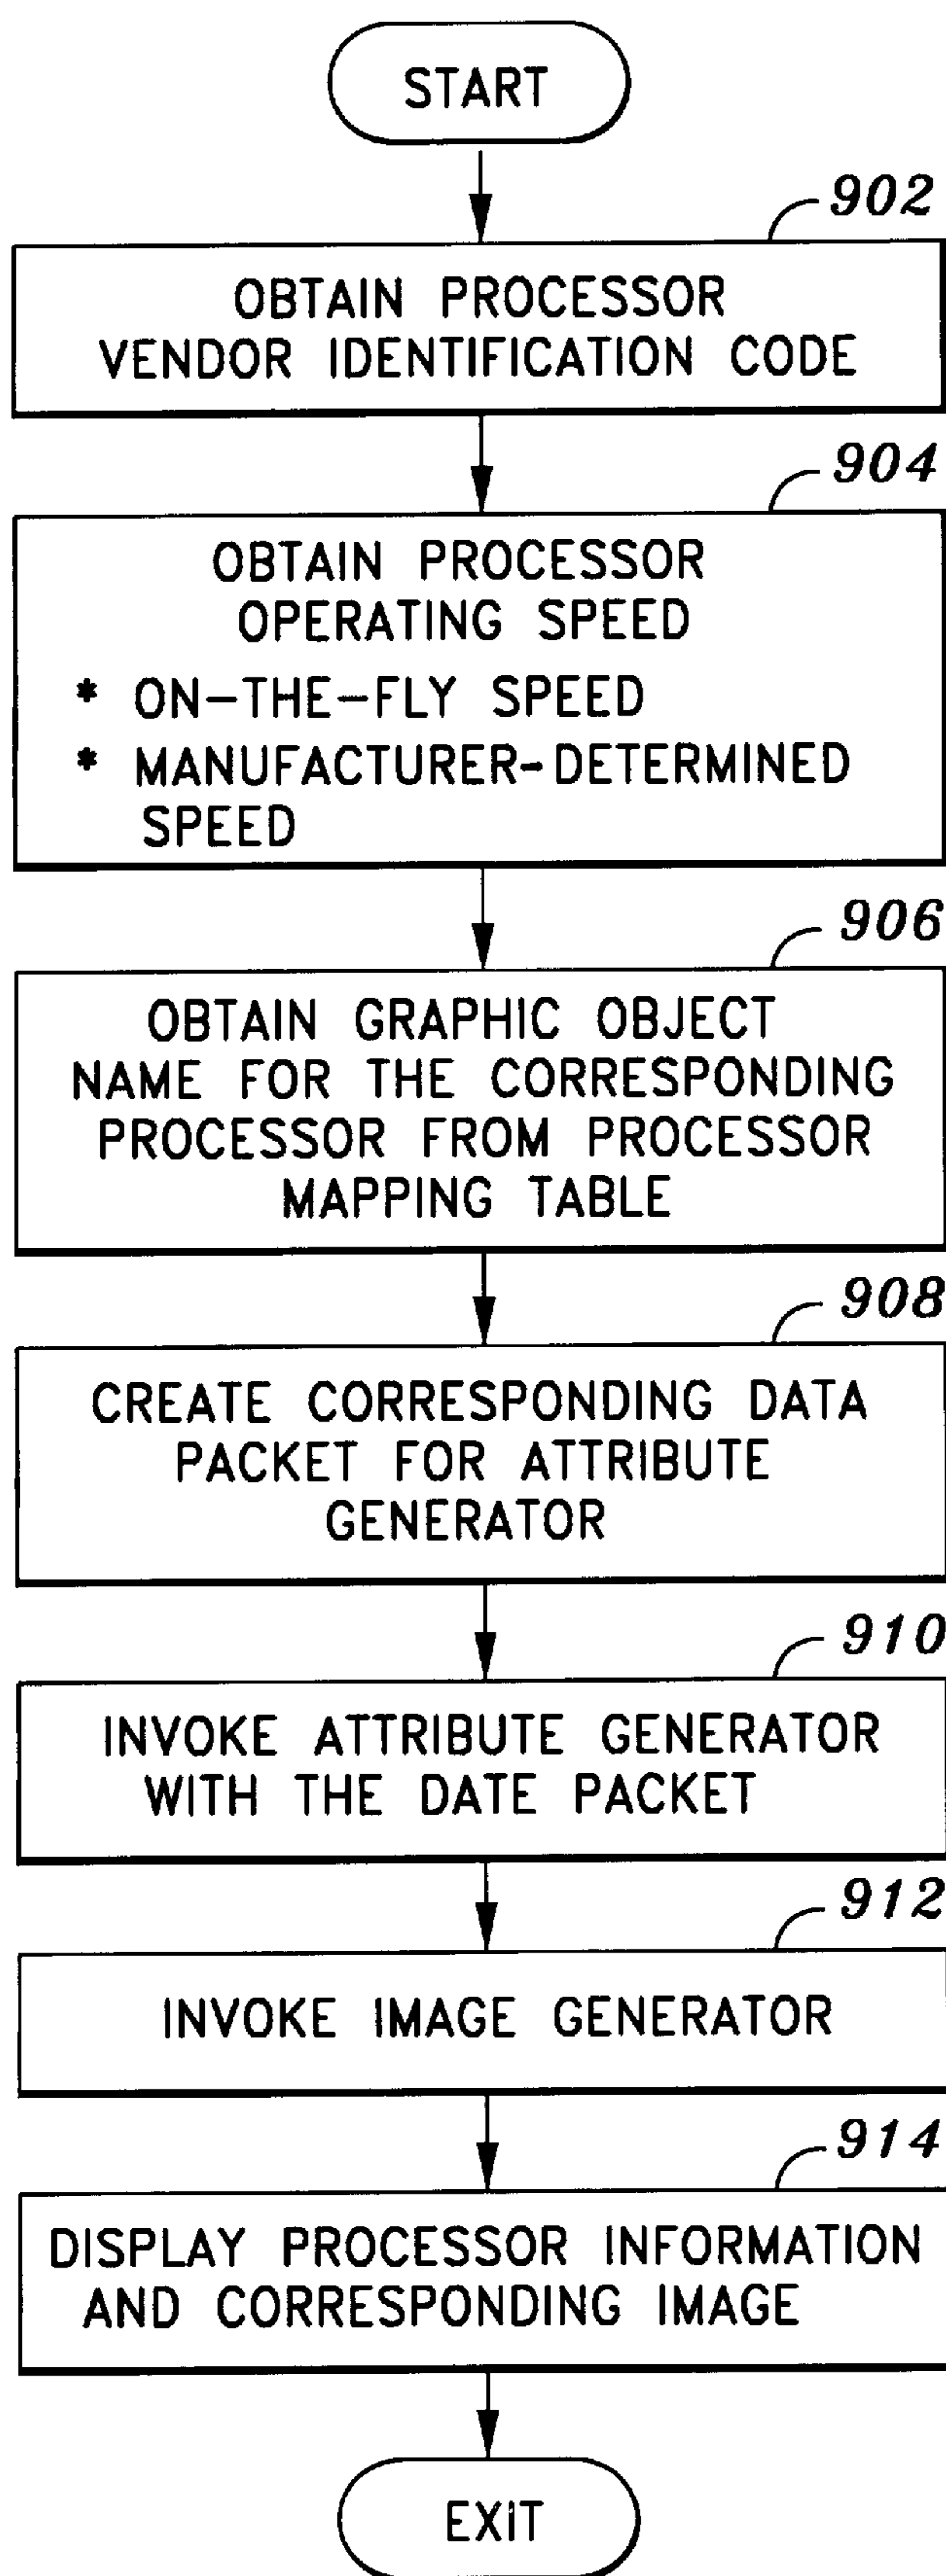 START
902
OBTAIN PROCESSOR
VENDOR IDENTIFICATION CODE
904
OBTAIN PROCESSOR
OPERATING SPEED
* ON-THE-FLY SPEED
* MANUFACTURER-DETERMINED
SPEED
906
OBTAIN GRAPHIC OBJECT
NAME FOR THE CORRESPONDING
PROCESSOR FROM PROCESSOR
MAPPING TABLE
908
CREATE CORRESPONDING DATA
PACKET FOR ATTRIBUTE
GENERATOR
910
INVOKE ATTRIBUTE GENERATOR
WITH THE DATE PACKET
912
INVOKE IMAGE GENERATOR
914
DISPLAY PROCESSOR INFORMATION
AND CORRESPONDING IMAGE
EXIT